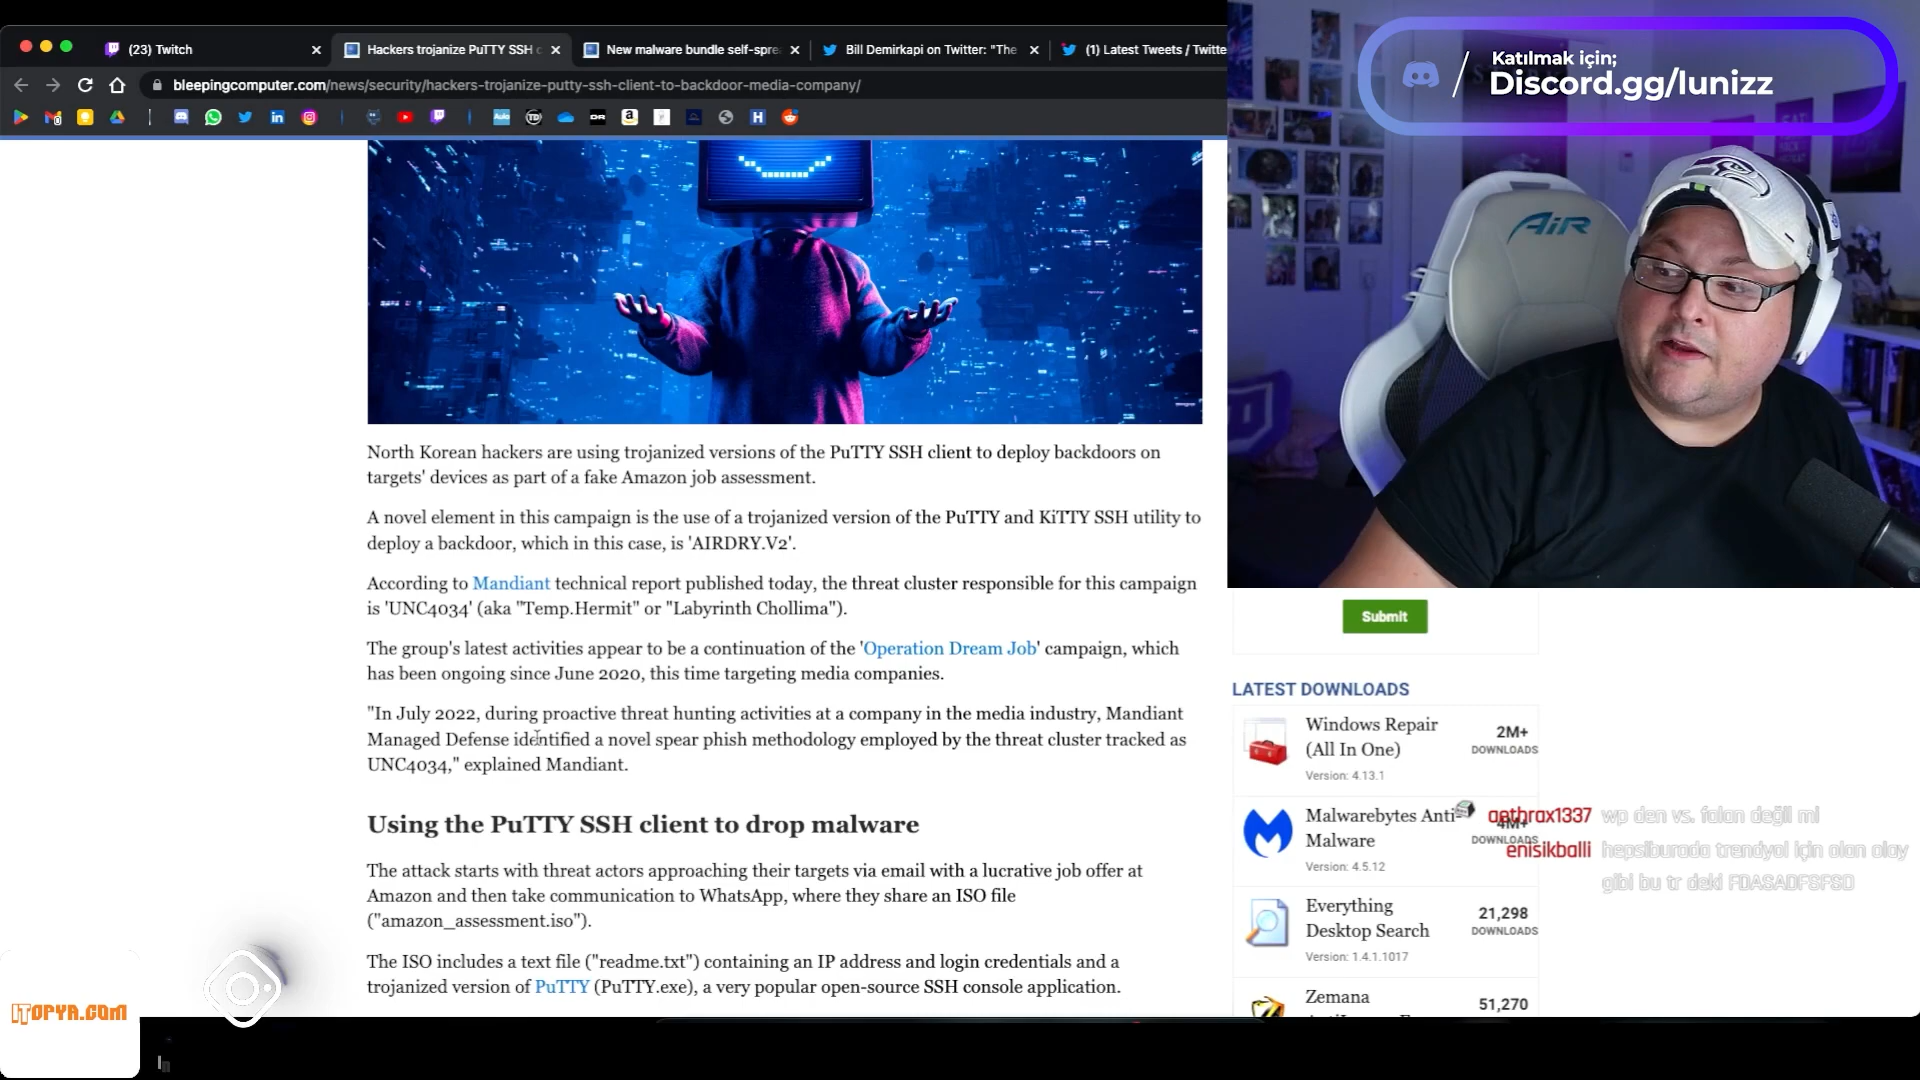 (23) Twitch
Hackers trojanize PuTTY SSH c
New malware bundle self-spre
Bill Demirkapi on Twitter: "The
(1) Latest Tweets / Twitte
bleepingcomputer.com/news/security/hackers-trojanize-putty-ssh-client-to-backdoor-media-company/
Katılmak için;
Discord.gg/lunizz
AiR
North Korean hackers are using trojanized versions of the PuTTY SSH client to deploy backdoors on
targets' devices as part of a fake Amazon job assessment.
A novel element in this campaign is the use of a trojanized version of the PuTTY and KiTTY SSH utility to
deploy a backdoor, which in this case, is 'AIRDRY.V2'.
According to Mandiant technical report published today, the threat cluster responsible for this campaign
is 'UNC4034' (aka "Temp.Hermit" or "Labyrinth Chollima").
The group's latest activities appear to be a continuation of the 'Operation Dream Job' campaign, which
has been ongoing since June 2020, this time targeting media companies.
"In July 2022, during proactive threat hunting activities at a company in the media industry, Mandiant
Managed Defense identified a novel spear phish methodology employed by the threat cluster tracked as
UNC4034," explained Mandiant.
Using the PuTTY SSH client to drop malware
The attack starts with threat actors approaching their targets via email with a lucrative job offer at
Amazon and then take communication to WhatsApp, where they share an ISO file
("amazon_assessment.iso").
The ISO includes a text file ("readme.txt") containing an IP address and login credentials and a
trojanized version of PuTTY (PuTTY.exe), a very popular open-source SSH console application.
Submit
LATEST DOWNLOADS
Windows Repair
(All In One)
Version: 4.13.1
2M+
DOWNLOADS
Malwarebytes Anti-
Malware
Version: 4.5.12
4M+
DOWNLOADS
Everything
Desktop Search
Version: 1.4.1.1017
21,298
DOWNLOADS
Zemana
51,270
wp den vs. falan değil mi
enisikballi hepsiburada trendyol için olan olay
gibi bu tr deki FDASADFSFSD
ITOPYA.COM
In